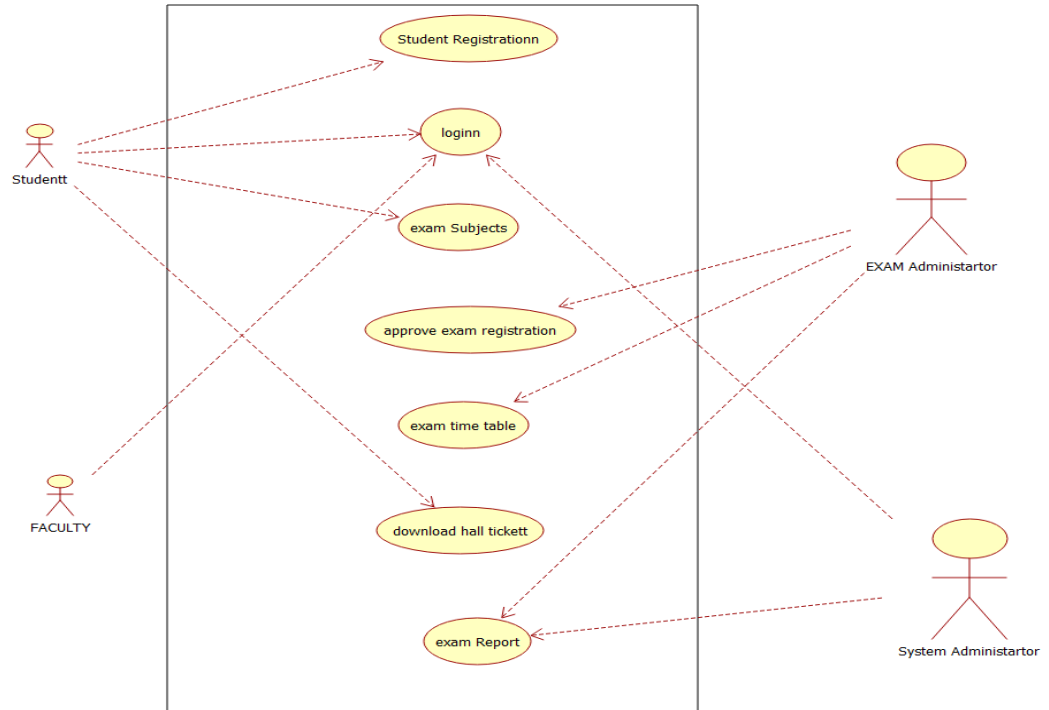 Student Registrationn
loginn
Studentt
exam Subjects
EXAM Administartor
approve exam registration
exam time table
FACULTY
download hall tickett
exam Report
System Administartor